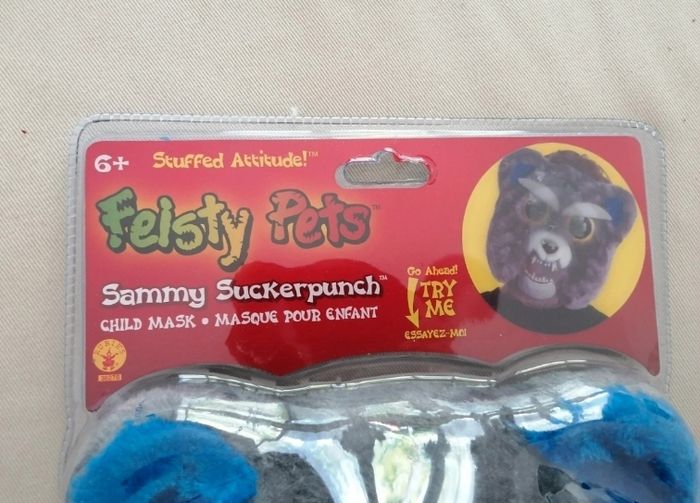 6+ Stuffed Attitude!™
Feisty Pets™
Sammy Suckerpunch™
CHILD MASK • MASQUE POUR ENFANT
Go Ahead!
TRY
ME
ESSAYEZ-MOI
RUBIE'S